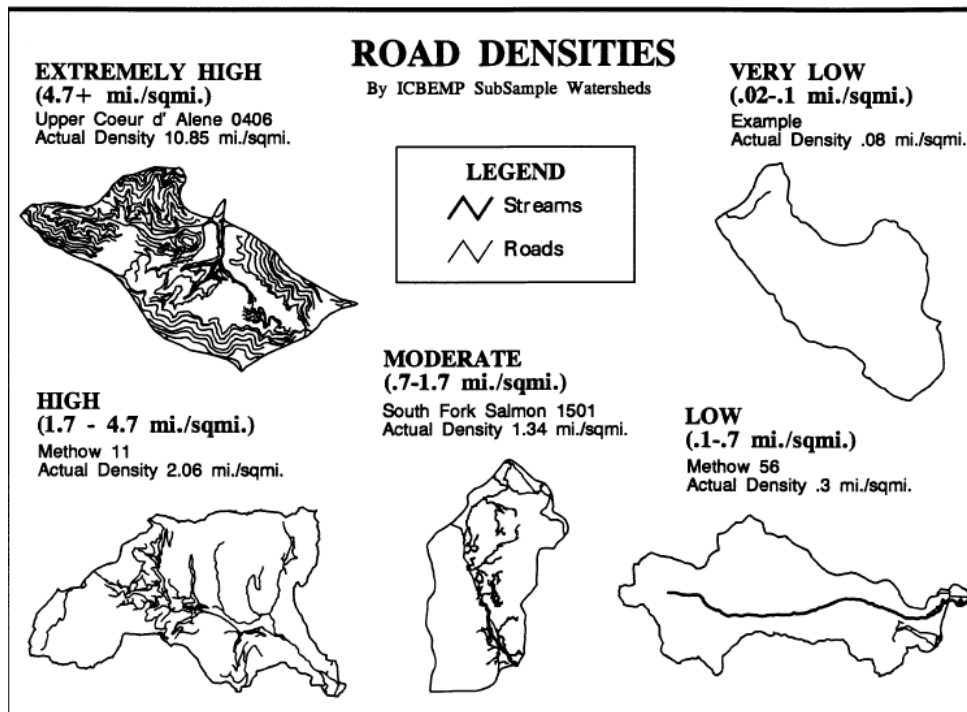 ROAD DENSITIES
By ICBEMP SubSample Watersheds
EXTREMELY HIGH
(4.7+ mi./sqmi.)
Upper Coeur d' Alene 0406
Actual Density 10.85 mi./sqmi.
VERY LOW
(.02-.1 mi./sqmi.)
Example
Actual Density .08 mi./sqmi.
LEGEND
Streams
Roads
HIGH
(1.7 - 4.7 mi./sqmi.)
Methow 11
Actual Density 2.06 mi./sqmi.
MODERATE
(.7-1.7 mi./sqmi.)
South Fork Salmon 1501
Actual Density 1.34 mi./sqmi.
LOW
(.1-.7 mi./sqmi.)
Methow 56
Actual Density .3 mi./sqmi.